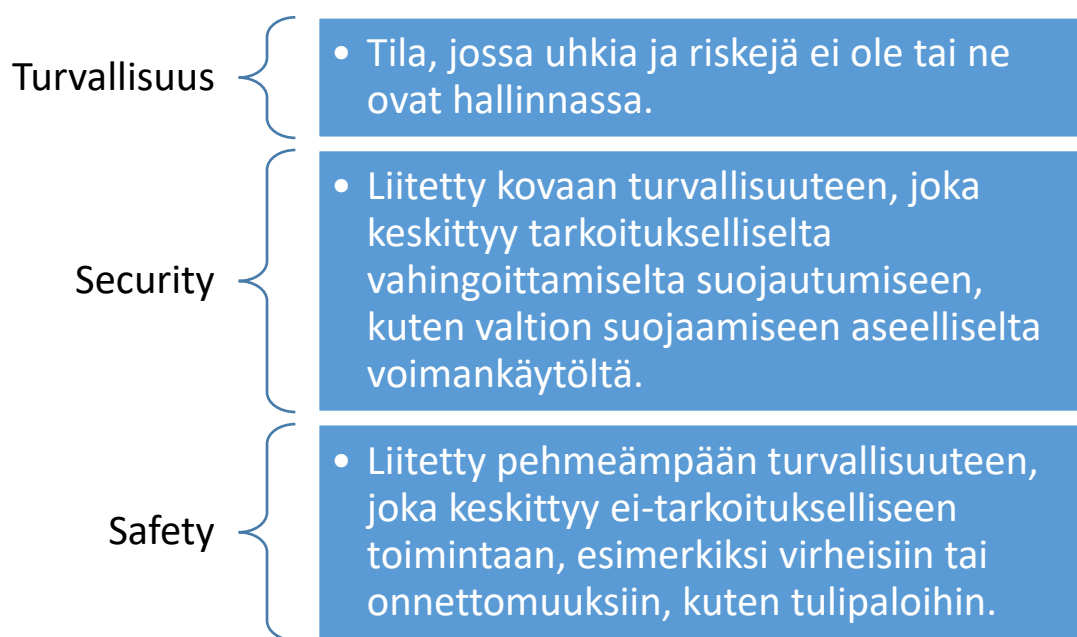 Turvallisuus
• Tila, jossa uhkia ja riskejä ei ole tai ne
ovat hallinnassa.
Security
• Liitetty kovaan turvallisuuteen, joka
keskittyy tarkoitukselliselta
vahingoittamiselta suojautumiseen,
kuten valtion suojaamiseen aseelliselta
voimankäytöltä.
Safety
• Liitetty pehmeämpään turvallisuuteen,
joka keskittyy ei-tarkoitukselliseen
toimintaan, esimerkiksi virheisiin tai
onnettomuuksiin, kuten tulipaloihin.